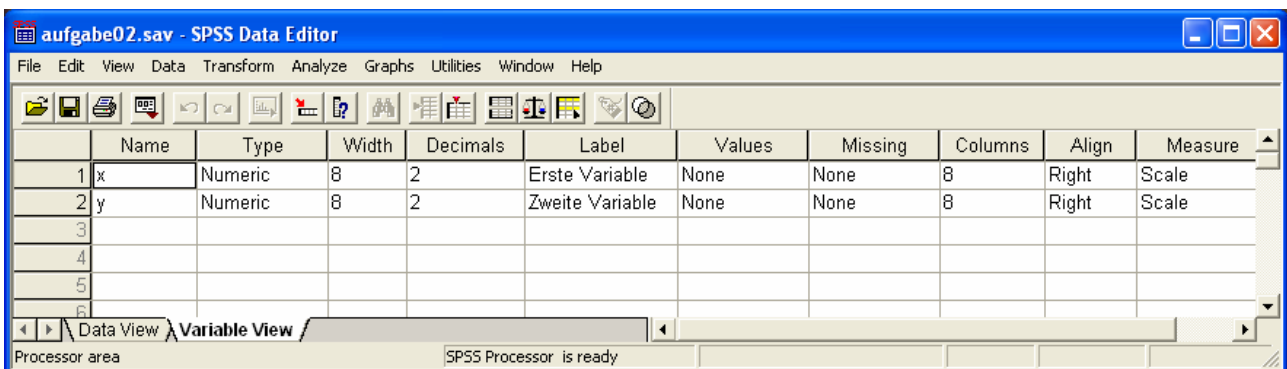 aufgabe02.sav - SPSS Data Editor
File Edit View Data Transform Analyze Graphs Utilities Window Help
Name Type Width Decimals Label Values Missing Columns Align Measure
1 x Numeric 8 2 Erste Variable None None 8 Right Scale
2 y Numeric 8 2 Zweite Variable None None 8 Right Scale
3
4
5
6
Data View Variable View
Processor area SPSS Processor is ready